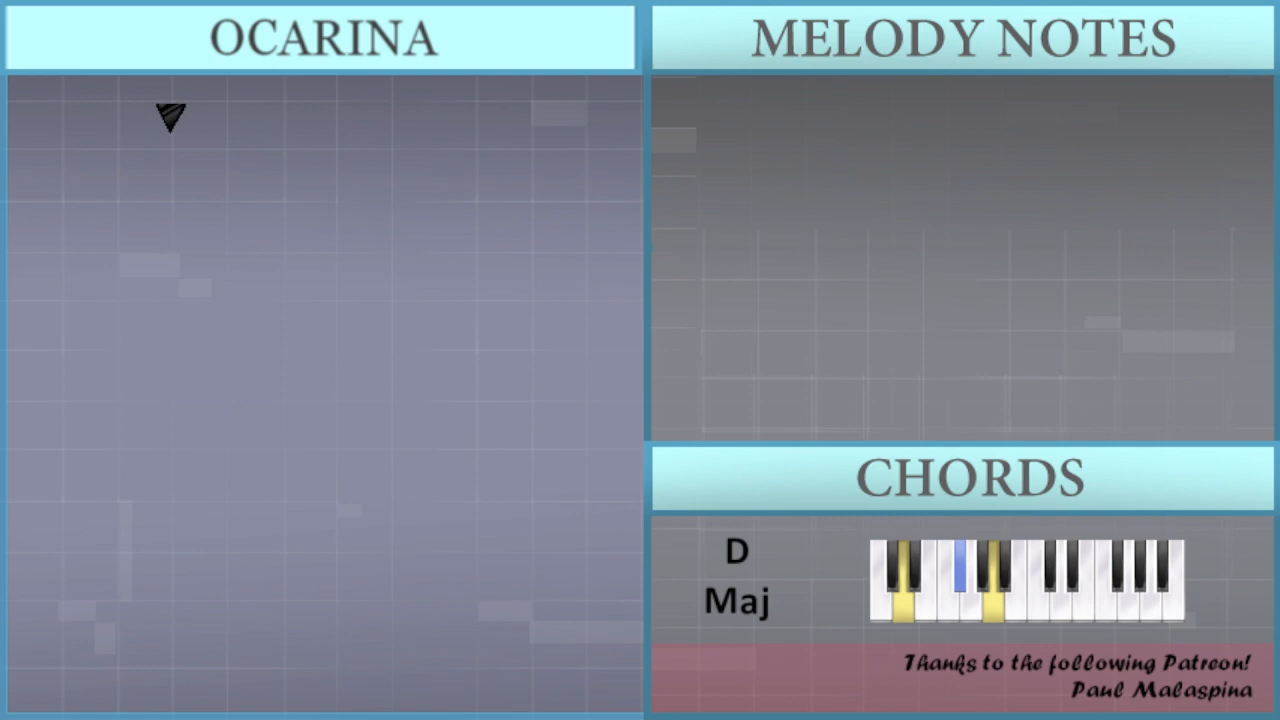 OCARINA
MELODY NOTES
CHORDS
D
Maj
Thanks to the following Patreon!
Paul Malaspina